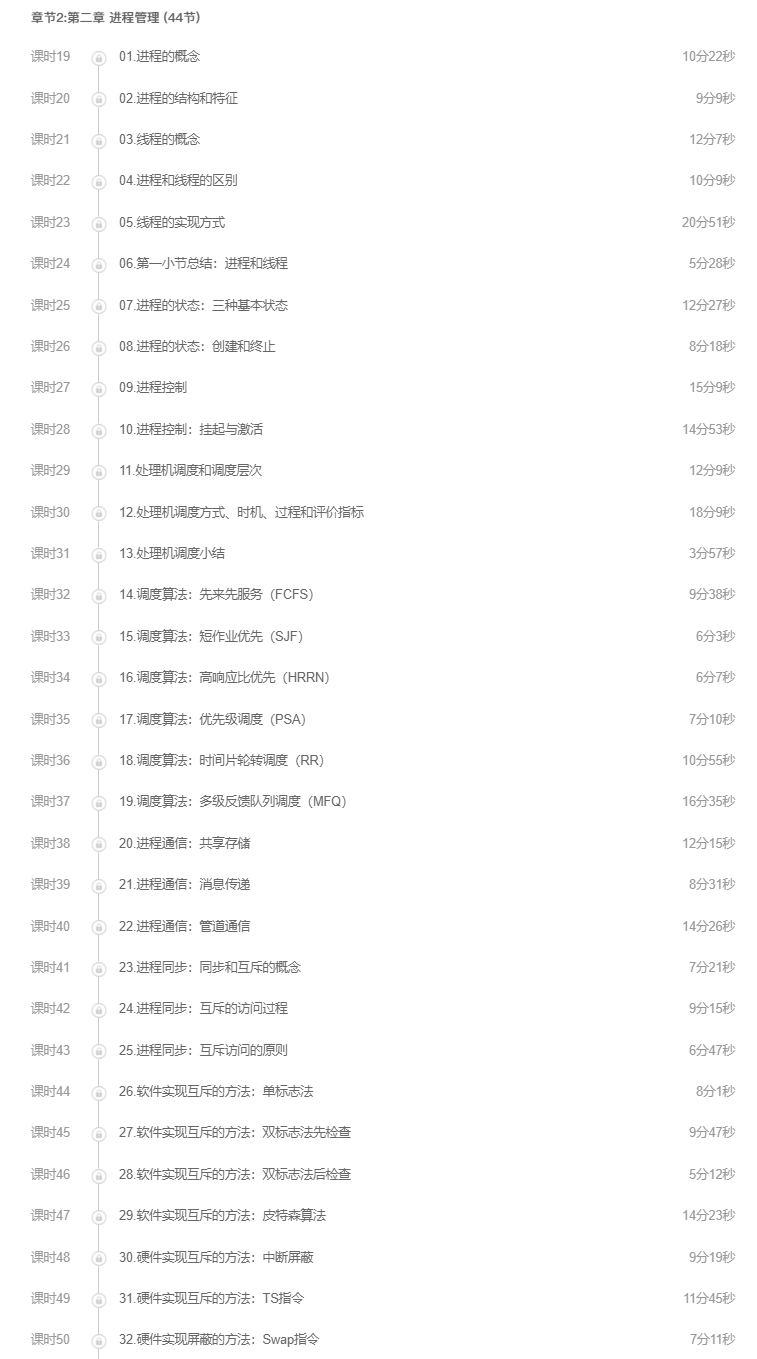 章节2:第二章 进程管理 (44节)
课时19 01.进程的概念 10分22秒
课时20 02.进程的结构和特征 9分9秒
课时21 03.线程的概念 12分7秒
课时22 04.进程和线程的区别 10分9秒
课时23 05.线程的实现方式 20分51秒
课时24 06.第一小节总结：进程和线程 5分28秒
课时25 07.进程的状态：三种基本状态 12分27秒
课时26 08.进程的状态：创建和终止 8分18秒
课时27 09.进程控制 15分9秒
课时28 10.进程控制：挂起与激活 14分53秒
课时29 11.处理机调度和调度层次 12分9秒
课时30 12.处理机调度方式、时机、过程和评价指标 18分9秒
课时31 13.处理机调度小结 3分57秒
课时32 14.调度算法：先来先服务（FCFS） 9分38秒
课时33 15.调度算法：短作业优先（SJF） 6分3秒
课时34 16.调度算法：高响应比优先（HRRN） 6分7秒
课时35 17.调度算法：优先级调度（PSA） 7分10秒
课时36 18.调度算法：时间片轮转调度（RR） 10分55秒
课时37 19.调度算法：多级反馈队列调度（MFQ） 16分35秒
课时38 20.进程通信：共享存储 12分15秒
课时39 21.进程通信：消息传递 8分31秒
课时40 22.进程通信：管道通信 14分26秒
课时41 23.进程同步：同步和互斥的概念 7分21秒
课时42 24.进程同步：互斥的访问过程 9分15秒
课时43 25.进程同步：互斥访问的原则 6分47秒
课时44 26.软件实现互斥的方法：单标志法 8分1秒
课时45 27.软件实现互斥的方法：双标志法先检查 9分47秒
课时46 28.软件实现互斥的方法：双标志法后检查 5分12秒
课时47 29.软件实现互斥的方法：皮特森算法 14分23秒
课时48 30.硬件实现互斥的方法：中断屏蔽 9分19秒
课时49 31.硬件实现互斥的方法：TS指令 11分45秒
课时50 32.硬件实现屏蔽的方法：Swap指令 7分11秒